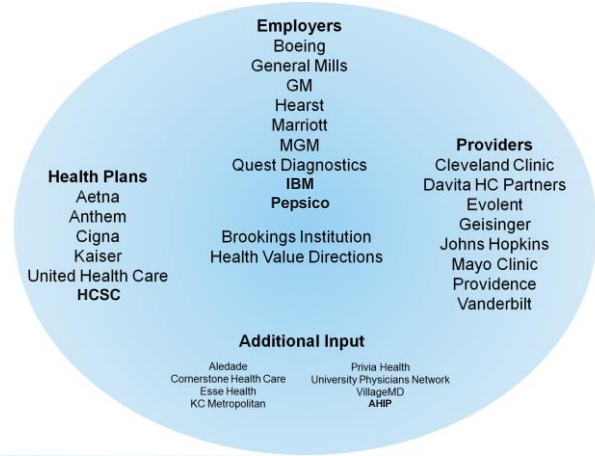 Employers
Boeing
General Mills
GM
Hearst
Marriott
MGM
Quest Diagnostics
IBM
Pepsico
Brookings Institution
Health Value Directions
Health Plans
Aetna
Anthem
Cigna
Kaiser
United Health Care
HCSC
Providers
Cleveland Clinic
Davita HC Partners
Evolent
Geisinger
Johns Hopkins
Mayo Clinic
Providence
Vanderbilt
Additional Input
Aledade
Cornerstone Health Care
Esse Health
KC Metropolitan
Privia Health
University Physicians Network
VillageMD
AHIP